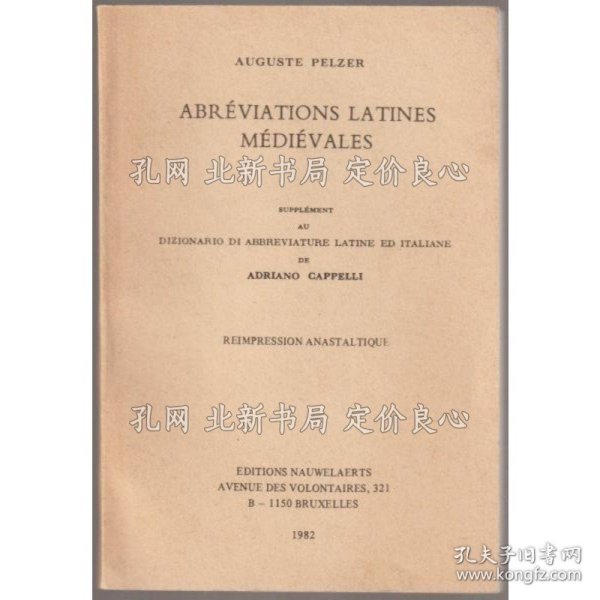 AUGUSTE PELZER
ABRÉVIATIONS LATINES
MÉDIÉVALES
孔网 北新书局 定价良心
SUPPLÉMENT
AU
DIZIONARIO DI ABBREVIATURE LATINE ED ITALIANE
DE
ADRIANO CAPPELLI
REIMPRESSION ANASTALTIQUE
孔网 北新书局 定价良心
EDITIONS NAUWELAERTS
AVENUE DES VOLONTAIRES, 321
B – 1150 BRUXELLES
1982
孔夫子旧书网
www.kongfz.com